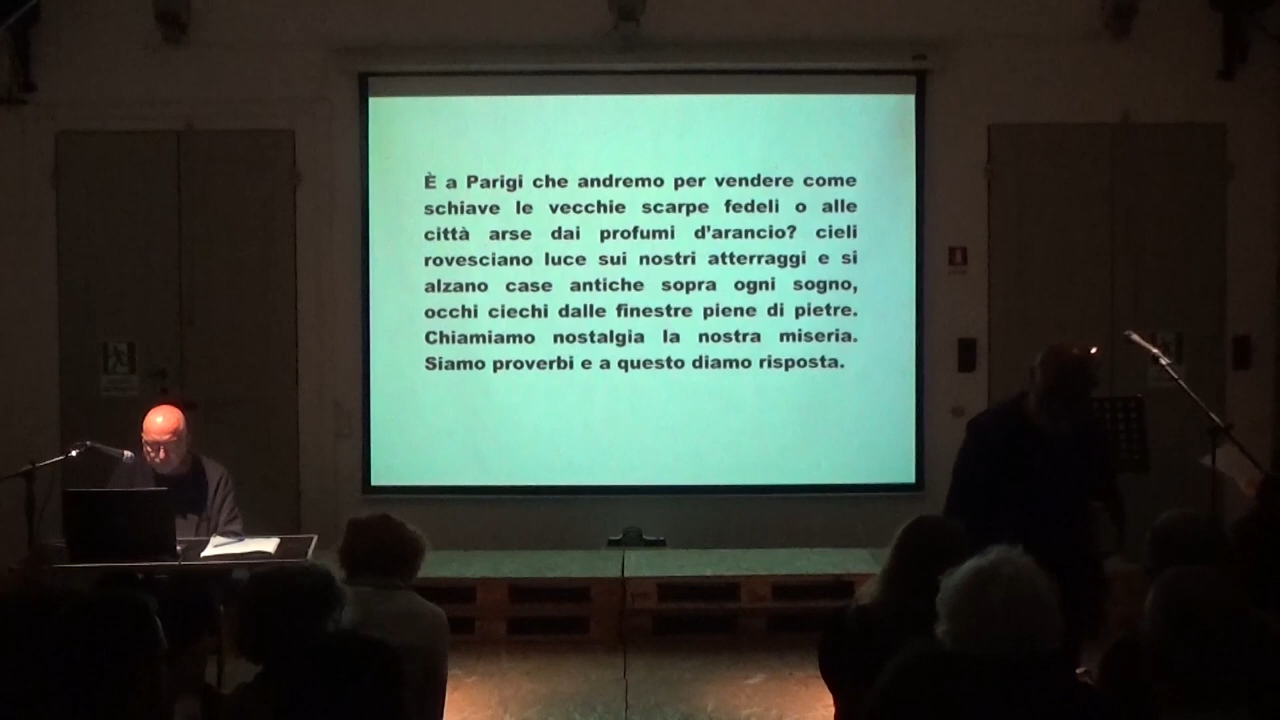 È a Parigi che andremo per vendere come
schiave le vecchie scarpe fedeli o alle
città arse dai profumi d'arancio? cieli
rovesciano luce sui nostri atterraggi e si
alzano case antiche sopra ogni sogno,
occhi ciechi dalle finestre piene di pietre.
Chiamiamo nostalgia la nostra miseria.
Siamo proverbi e a questo diamo risposta.